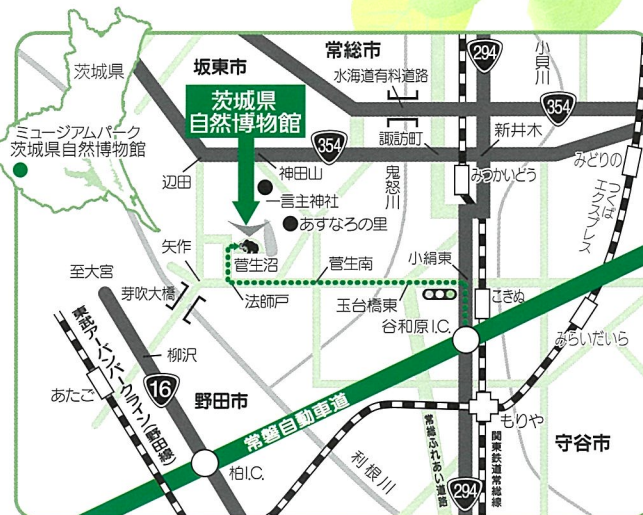 茨城県
ミュージアムパーク
茨城県自然博物館
坂東市
常総市
294
小貝川
水海道有料道路
354
茨城県
自然博物館
354
諏訪町
新井木
辺田
神田山
鬼怒川
みつかいどう
みどりの
つくば
エクスプレス
一言主神社
あすなろの里
矢作
菅生沼
菅生南
小絹東
至大宮
芽吹大橋
法師戸
玉台橋東
こきぬ
谷和原I.C.
みらいだいら
東武アーバンパークライン(野田線)
柳沢
あたご
16
野田市
常磐自動車道
もりや
守谷市
柏I.C.
利根川
常総ふれあい道路
関東鉄道常総線
294